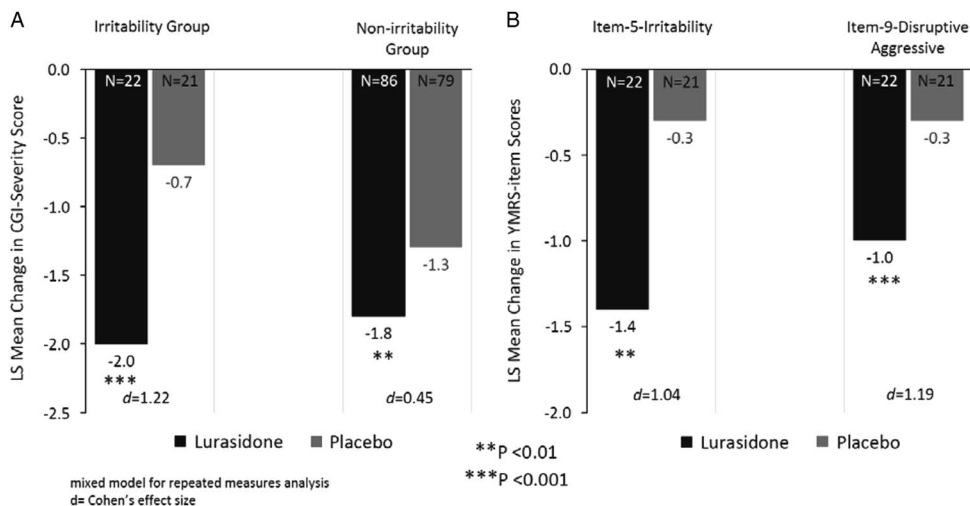 A
Irritability Group
Non-irritability
Group
0.0
-0.5
-1.0
-1.5
-2.0
-2.5
LS Mean Change in CGI-Severity Score
N=22
N=21
N=86
N=79
-0.7
-1.3
-1.8
**
-2.0
***
d=1.22
d=0.45
Lurasidone
Placebo
B
Item-5-Irritability
Item-9-Disruptive
Aggressive
0.0
-0.5
-1.0
-1.5
-2.0
LS Mean Change in YMRS-item Scores
N=22
N=21
N=22
N=21
-0.3
-0.3
-1.0
***
-1.4
**
d=1.04
d=1.19
Lurasidone
Placebo
**P <0.01
***P <0.001
mixed model for repeated measures analysis
d= Cohen's effect size